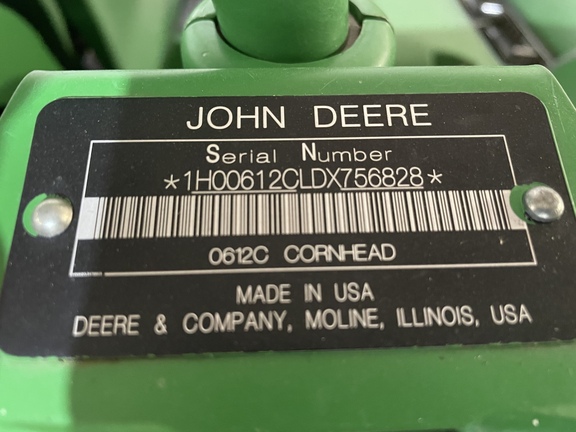 JOHN DEERE
Serial Number
*1H00612CLDX756828*
0612C CORNHEAD
MADE IN USA
DEERE & COMPANY, MOLINE, ILLINOIS, USA